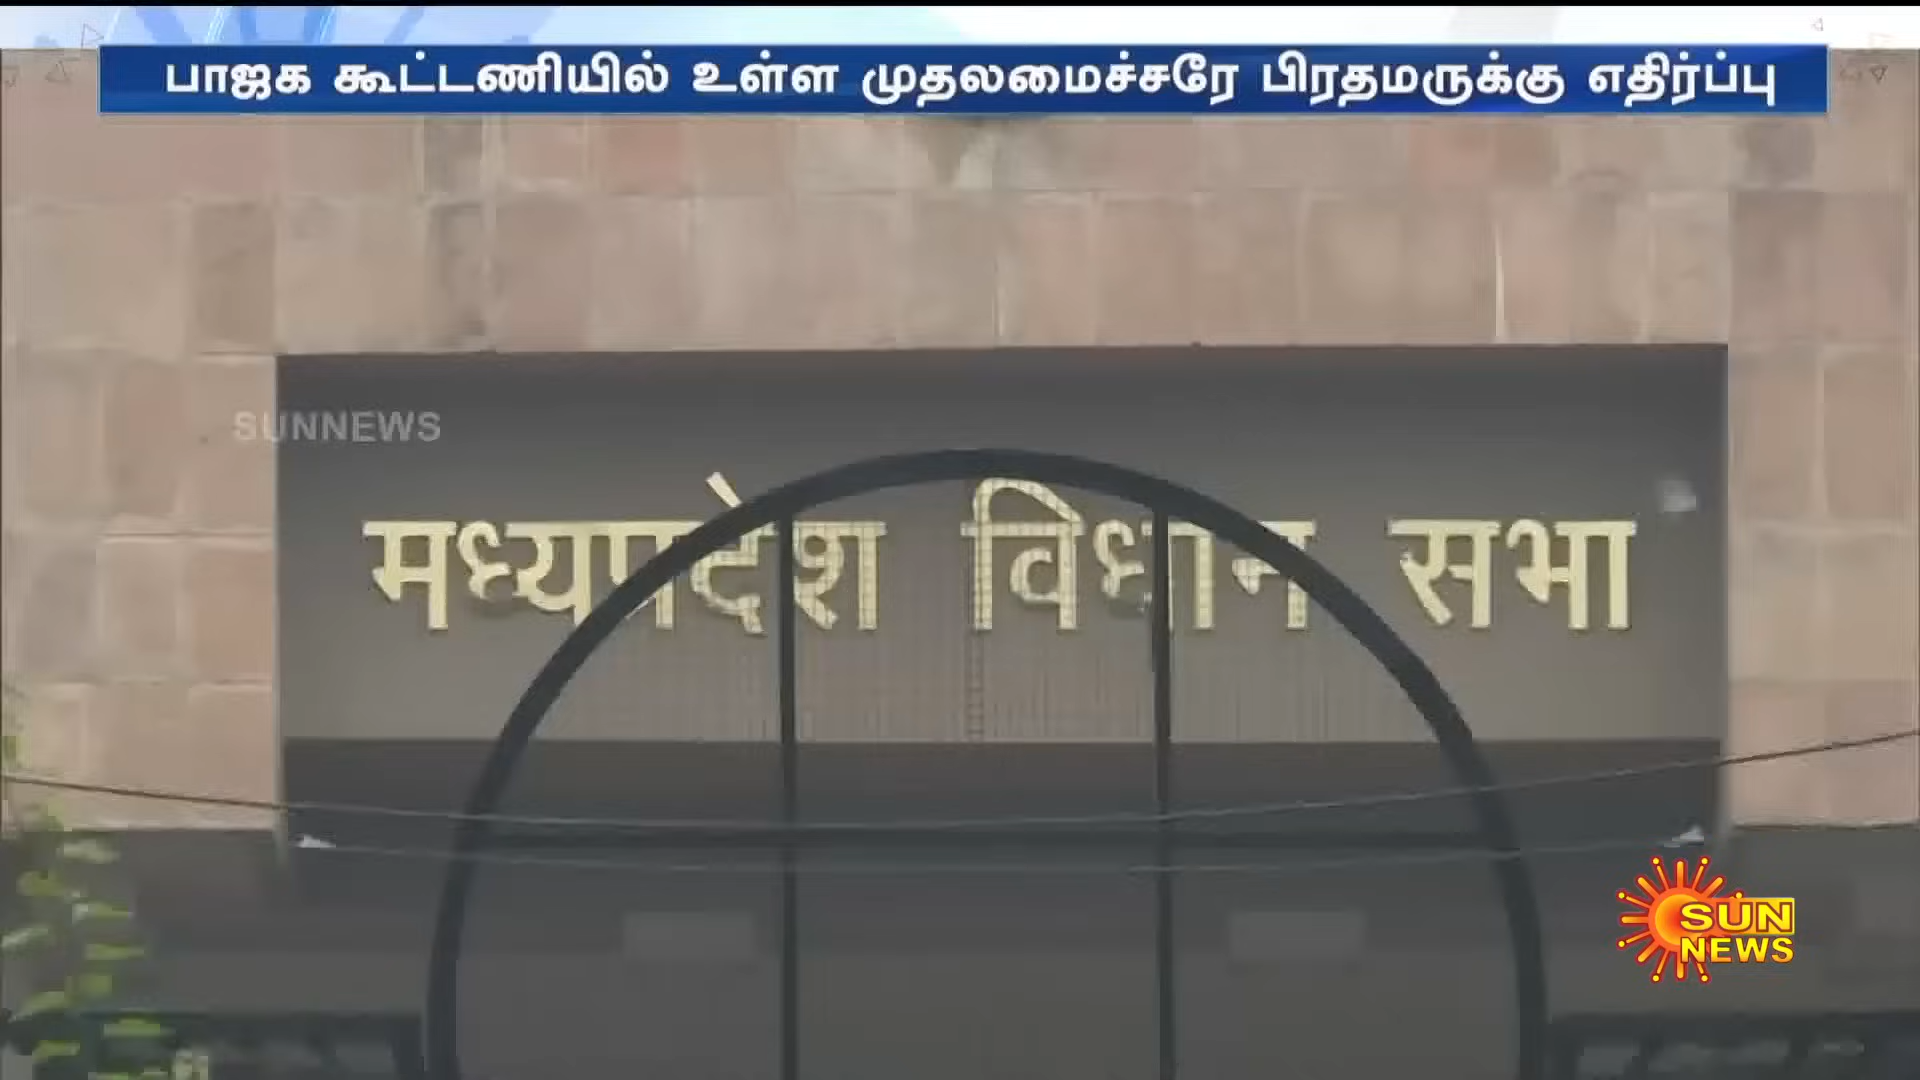 பாஜக கூட்டணியில் உள்ள முதலமைச்சரே பிரதமருக்கு எதிர்ப்பு
SUNNEWS
मध्यप्रदेश विधान सभा
SUN
NEWS